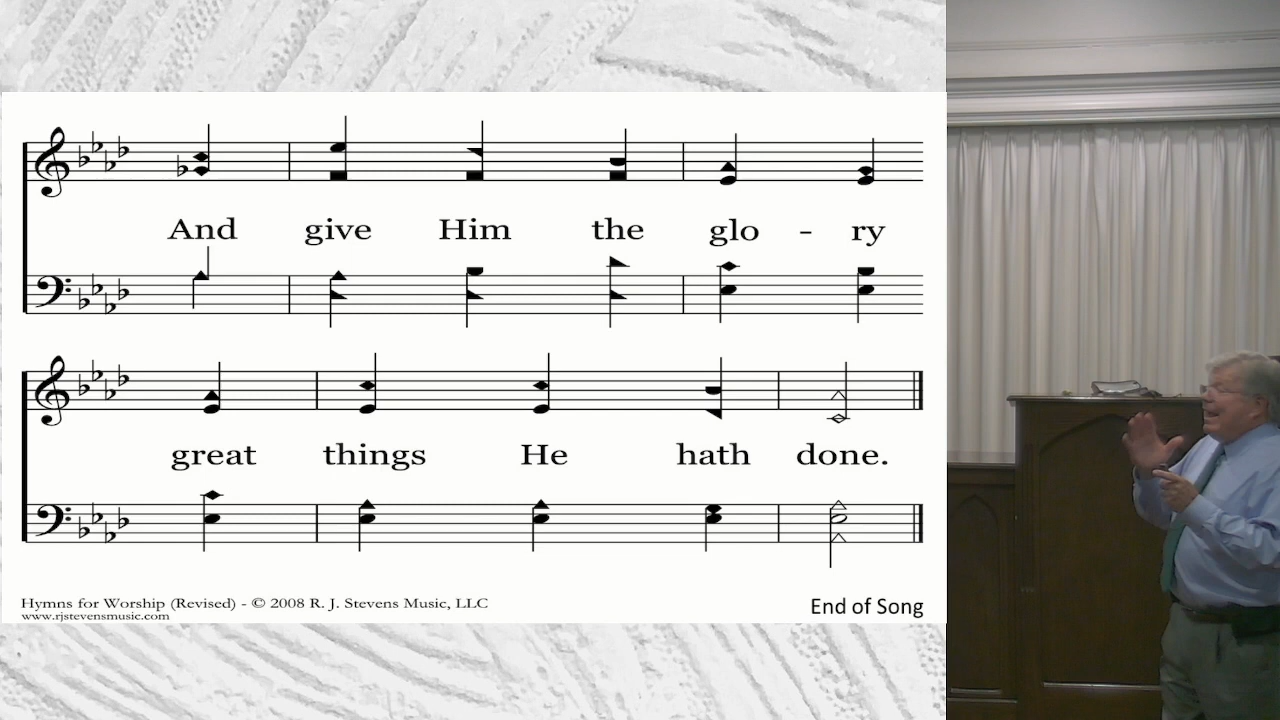 And give Him the glo - ry
great things He hath done.
Hymns for Worship (Revised) - © 2008 R. J. Stevens Music, LLC
www.rjstevensmusic.com
End of Song